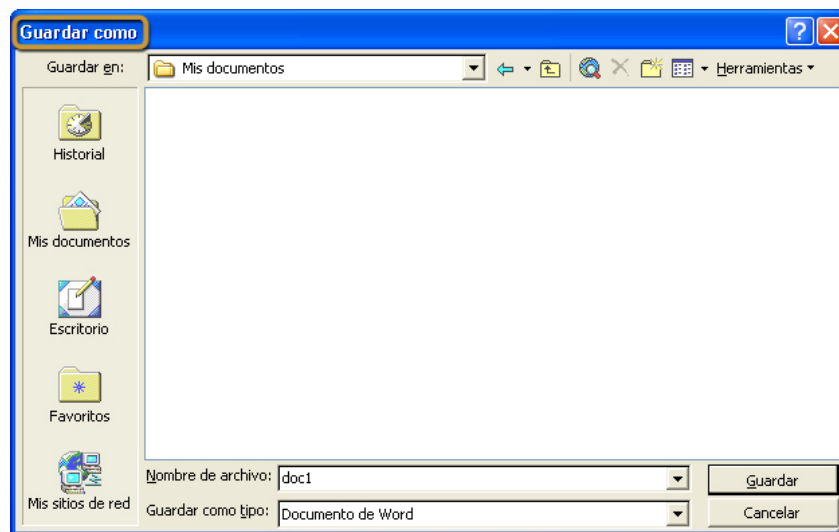 Guardar como
Guardar en:
Mis documentos
Herramientas
Historial
Mis documentos
Escritorio
Favoritos
Mis sitios de red
Nombre de archivo:
doc1
Guardar
Guardar como tipo:
Documento de Word
Cancelar